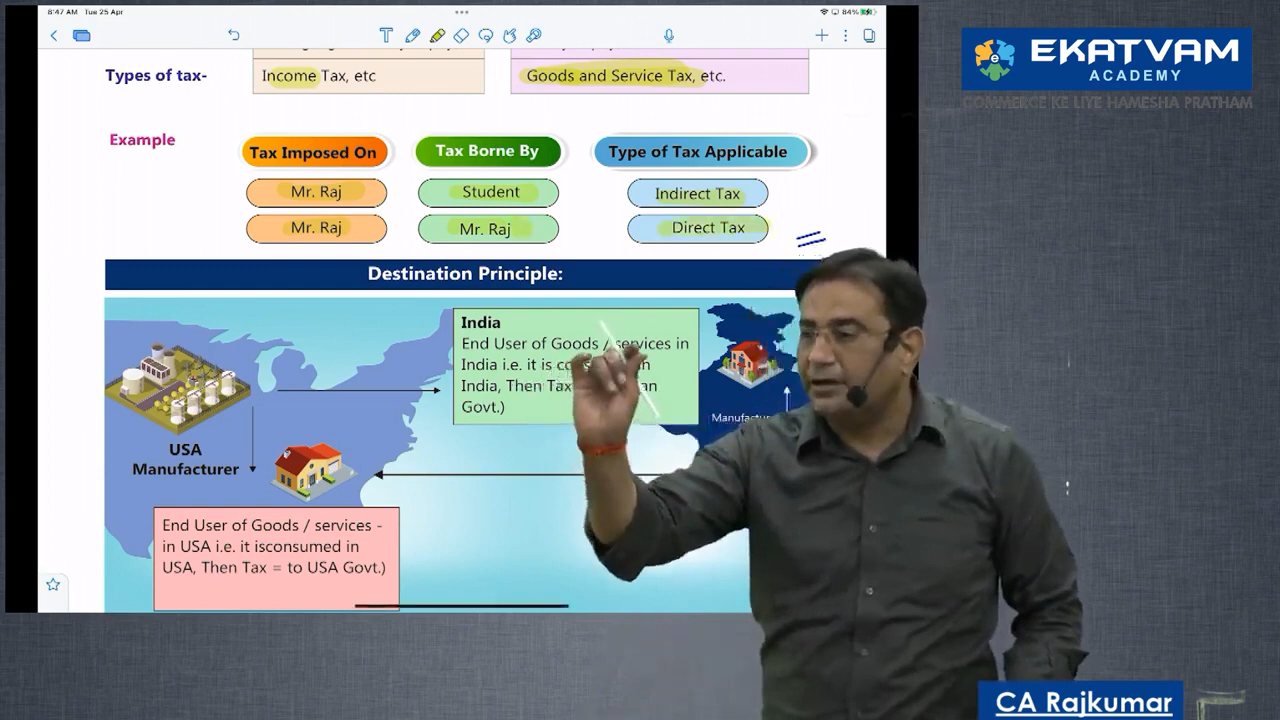 8:47 AM Tue 25 Apr
84%
EKATVAM
ACADEMY
COMMERCE KE LIYE HAMESHA PRATHAM
Types of tax-
Income Tax, etc
Goods and Service Tax, etc.
Example
Tax Imposed On
Tax Borne By
Type of Tax Applicable
Mr. Raj
Student
Indirect Tax
Mr. Raj
Mr. Raj
Direct Tax
Destination Principle:
India
End User of Goods / services in
India i.e. it is
India, Then Tax
Govt.)
USA
Manufacturer
End User of Goods / services -
in USA i.e. it isconsumed in
USA, Then Tax = to USA Govt.)
CA Rajkumar